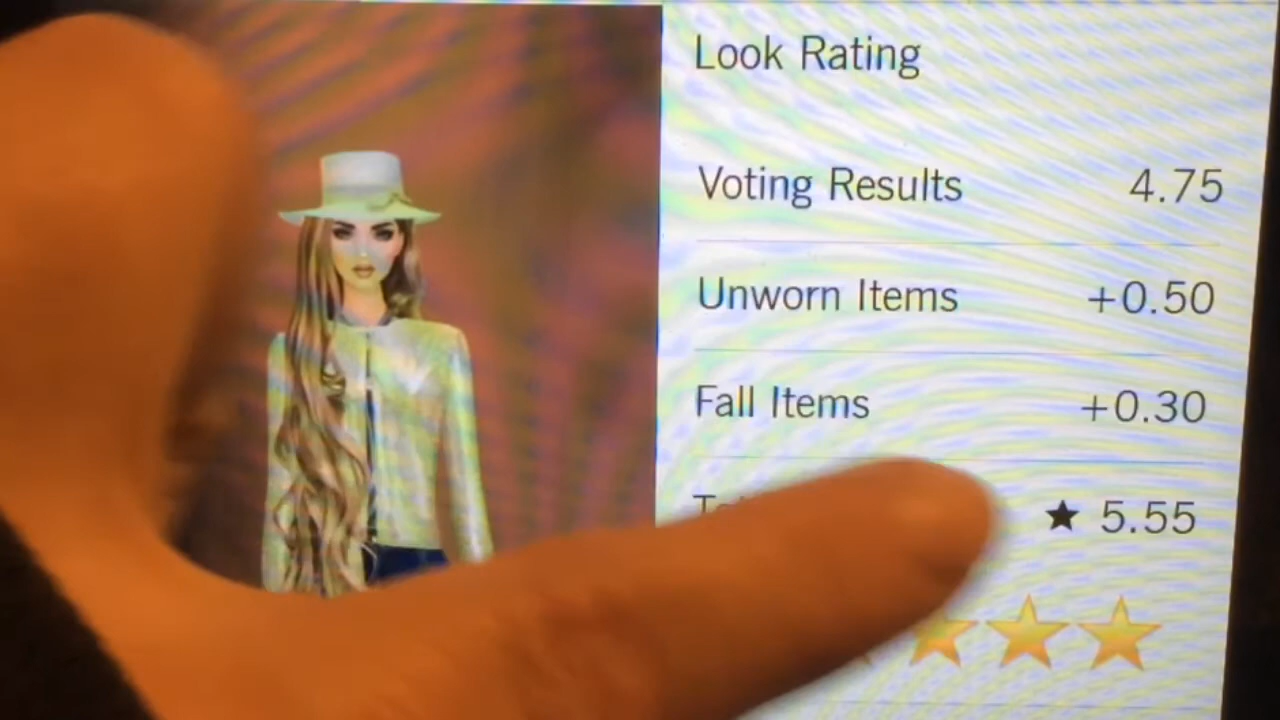 Look Rating
Voting Results 4.75
Unworn Items +0.50
Fall Items +0.30
★ 5.55